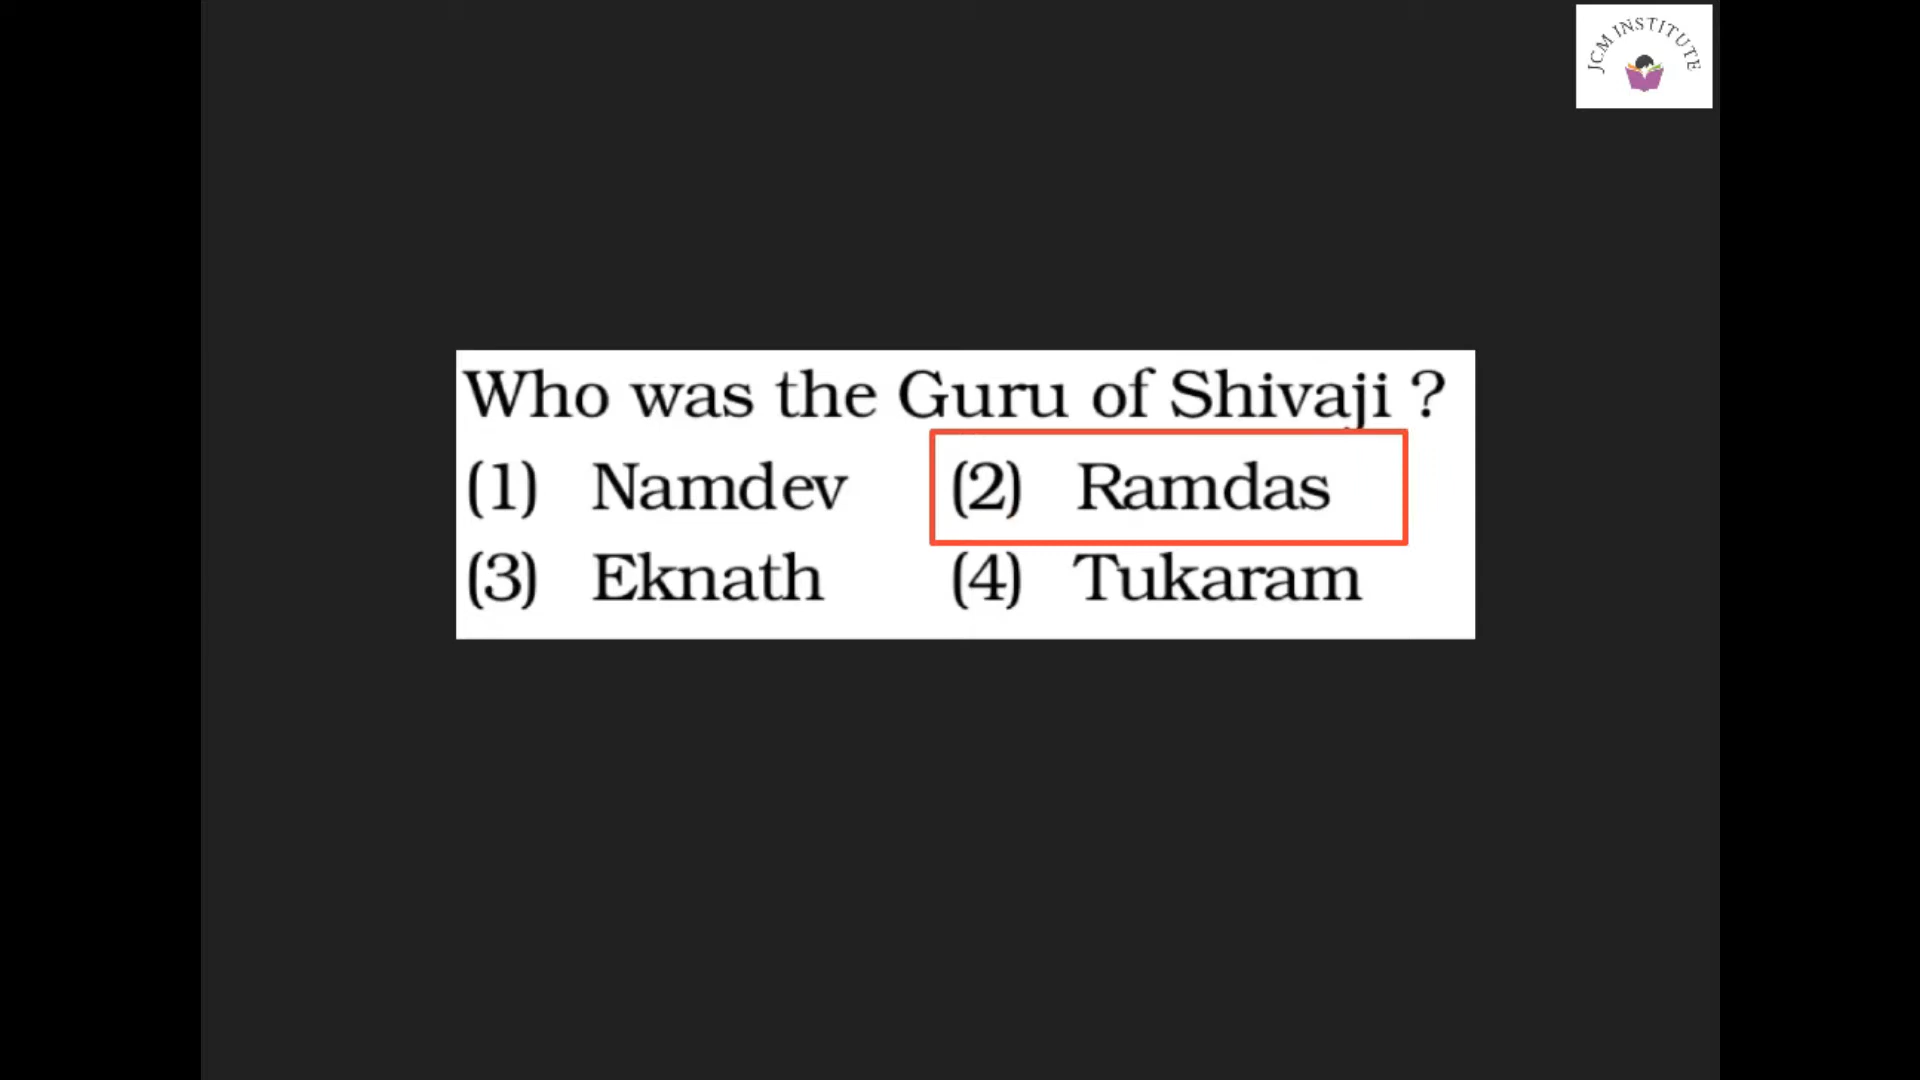 JCM INSTITUTE
Who was the Guru of Shivaji ?
(1) Namdev (2) Ramdas
(3) Eknath (4) Tukaram